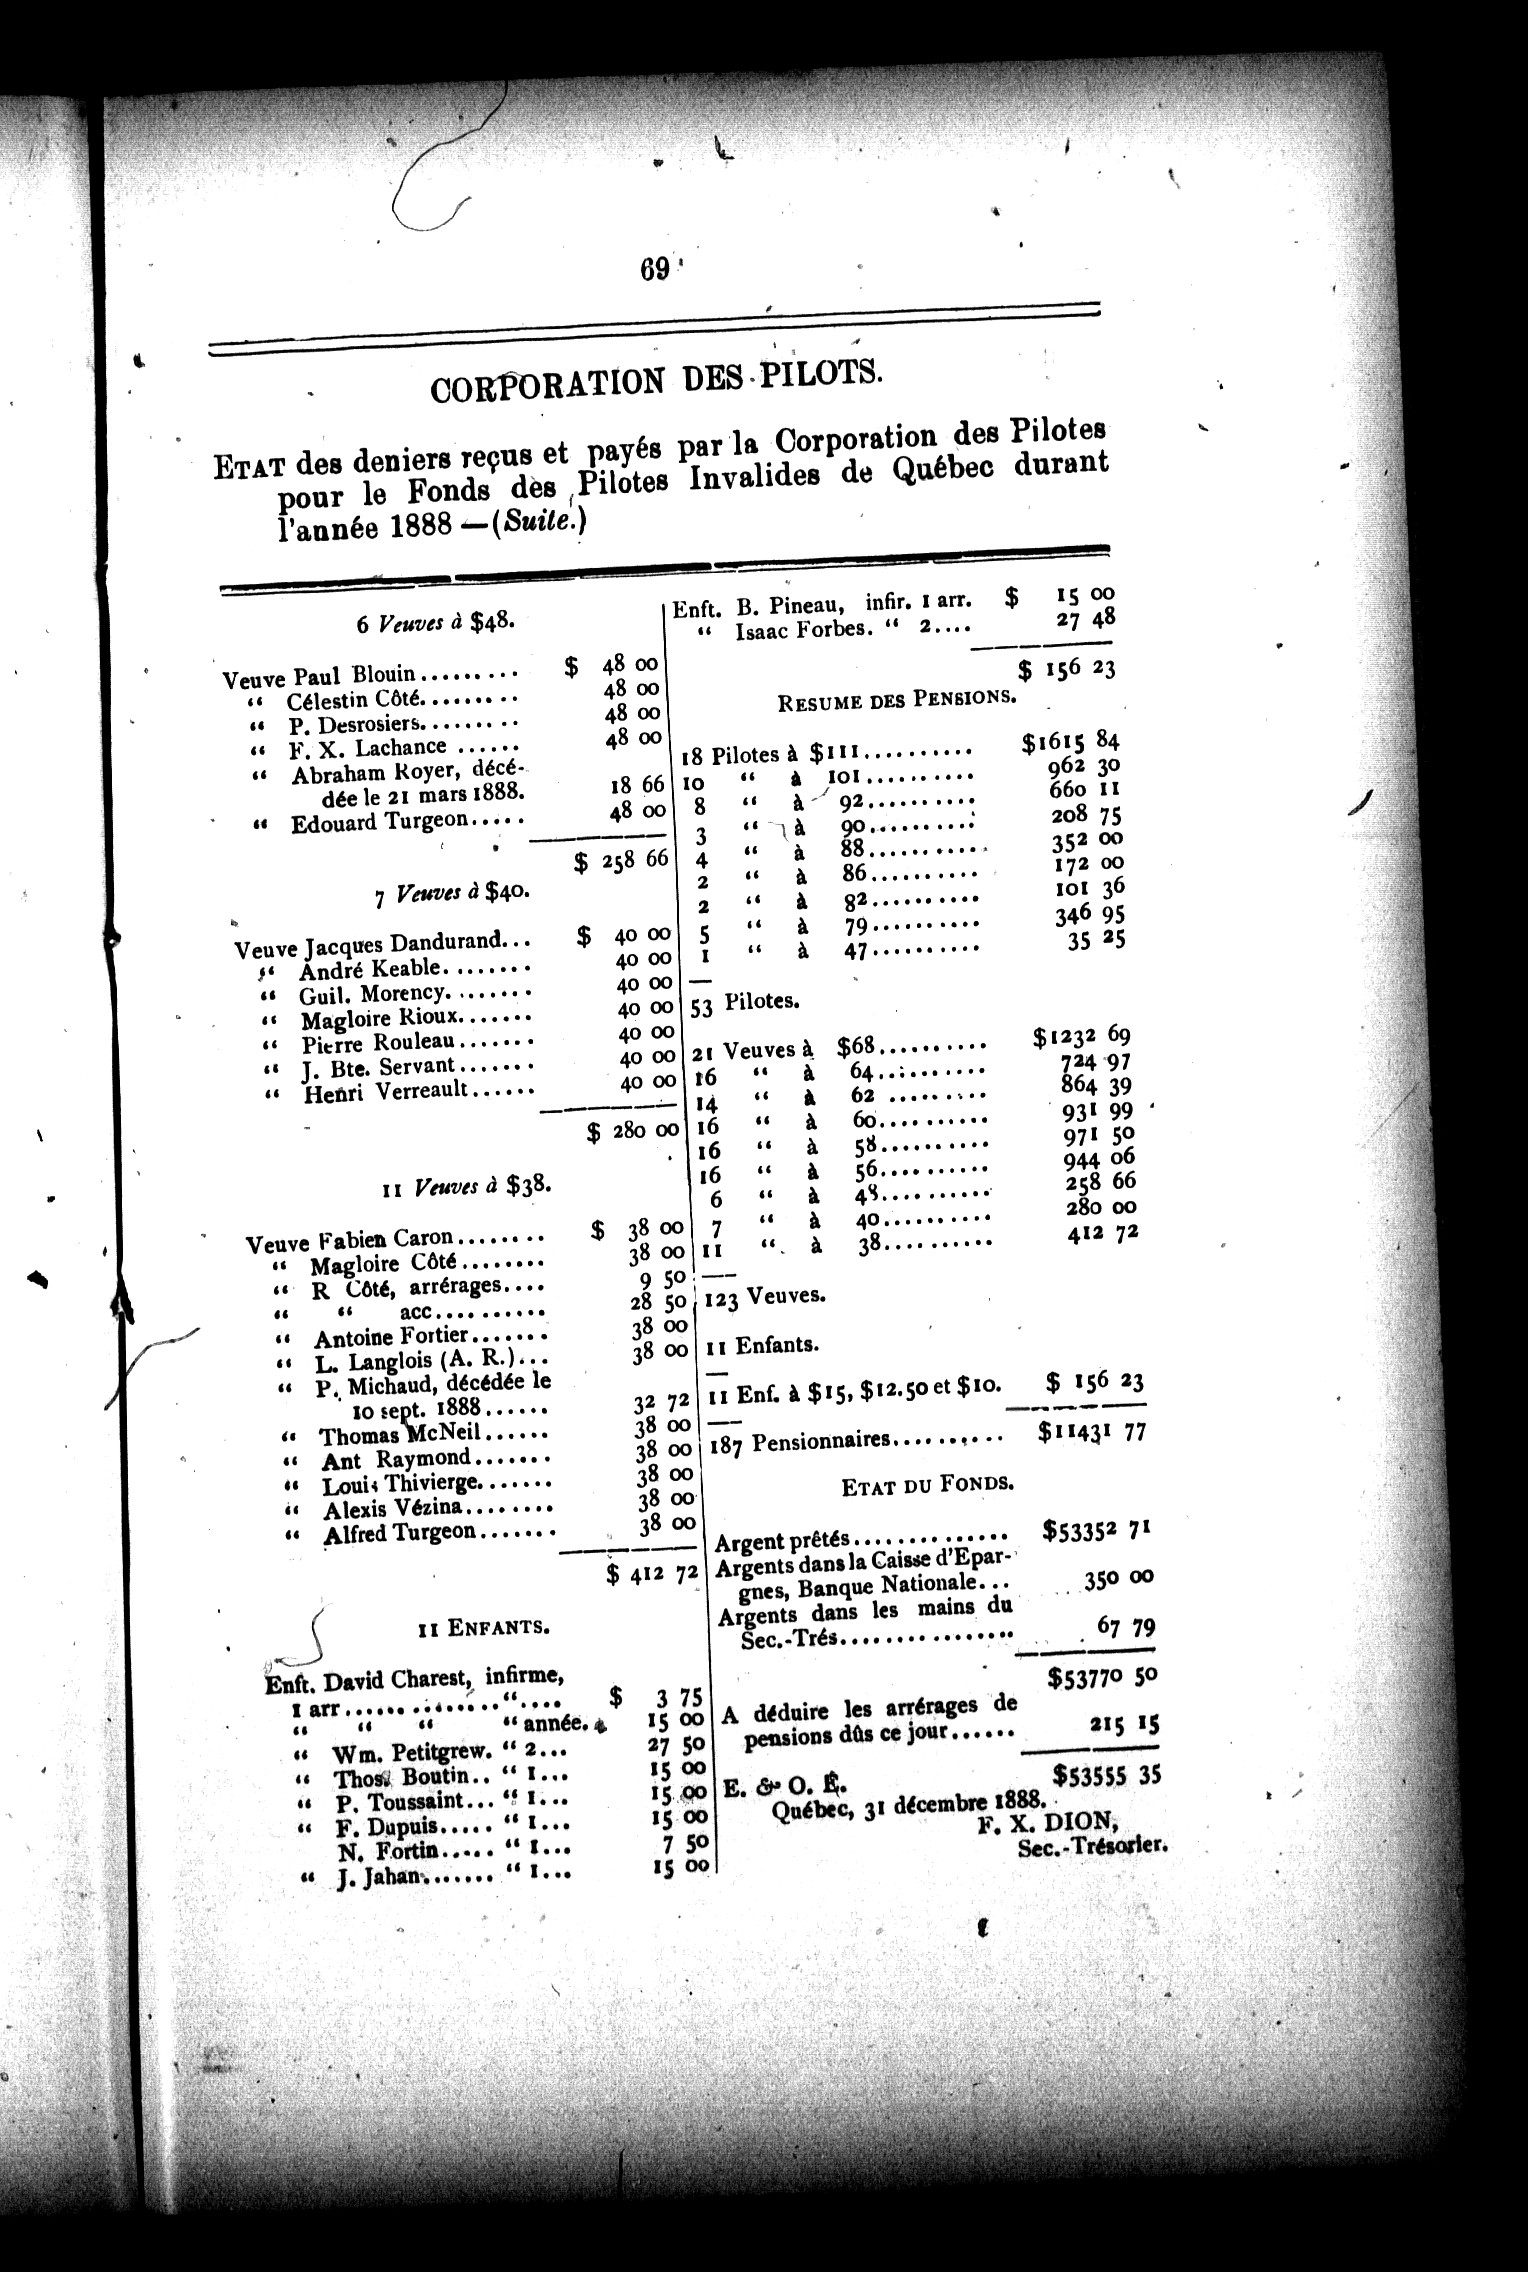 69
CORPORATION DES PILOTS.
ETAT des deniers reçus et payés par la Corporation des Pilotes
pour le Fonds des Pilotes Invalides de Québec durant
l'année 1888 —(Suite.)
6 Veuves à $48.
Veuve Paul Blouin......... $ 48 00
“ Célestin Côté......... 48 00
“ P. Desrosiers......... 48 00
“ F. X. Lachance ...... 48 00
“ Abraham Royer, décé-
dée le 21 mars 1888. 18 66
“ Edouard Turgeon..... 48 00
$ 258 66
7 Veuves à $40.
Veuve Jacques Dandurand... $ 40 00
“ André Keable........ 40 00
“ Guil. Morency........ 40 00
“ Magloire Rioux....... 40 00
“ Pierre Rouleau....... 40 00
“ J. Bte. Servant....... 40 00
“ Henri Verreault...... 40 00
$ 280 00
11 Veuves à $38.
Veuve Fabien Caron........ $ 38 00
“ Magloire Côté........ 38 00
“ R Côté, arrérages.... 9 50
“ “ acc.......... 28 50
“ Antoine Fortier....... 38 00
“ L. Langlois (A. R.)... 38 00
“ P. Michaud, décédée le
10 sept. 1888...... 32 72
“ Thomas McNeil...... 38 00
“ Ant Raymond....... 38 00
“ Louis Thivierge....... 38 00
“ Alexis Vézina......... 38 00
“ Alfred Turgeon....... 38 00
$ 412 72
11 ENFANTS.
Enft. David Charest, infirme,
1 arr.............. “.... $ 3 75
“ “ “ “ année. 15 00
“ Wm. Petitgrew. “ 2... 27 50
“ Thos. Boutin.. “ 1... 15 00
“ P. Toussaint... “ 1... 15 00
“ F. Dupuis..... “ 1... 15 00
N. Fortin..... “ 1... 7 50
“ J. Jahan....... “ 1... 15 00
Enft. B. Pineau, infir. 1 arr. $ 15 00
“ Isaac Forbes. “ 2.... 27 48
$ 156 23
RESUME DES PENSIONS.
18 Pilotes à $111.......... $1615 84
10 “ à 101.......... 962 30
8 “ à 92.......... 660 11
3 “ à 90.......... 208 75
4 “ à 88.......... 352 00
2 “ à 86.......... 172 00
2 “ à 82.......... 101 36
5 “ à 79.......... 346 95
1 “ à 47.......... 35 25
53 Pilotes.
21 Veuves à $68.......... $1232 69
16 “ à 64.......... 724 97
14 “ à 62 ......... 864 39
16 “ à 60.......... 931 99
16 “ à 58.......... 971 50
16 “ à 56.......... 944 06
6 “ à 48.......... 258 66
7 “ à 40.......... 280 00
11 “ à 38.......... 412 72
123 Veuves.
11 Enfants.
11 Enf. à $15, $12.50 et $10. $ 156 23
187 Pensionnaires.......... $11431 77
ETAT DU FONDS.
Argent prêtés.............. $53352 71
Argents dans la Caisse d'Epar-
gnes, Banque Nationale... 350 00
Argents dans les mains du
Sec.-Trés................ 67 79
$53770 50
A déduire les arrérages de
pensions dûs ce jour...... 215 15
$53555 35
E. & O. E.
Québec, 31 décembre 1888.
F. X. DION,
Sec.-Trésorier.